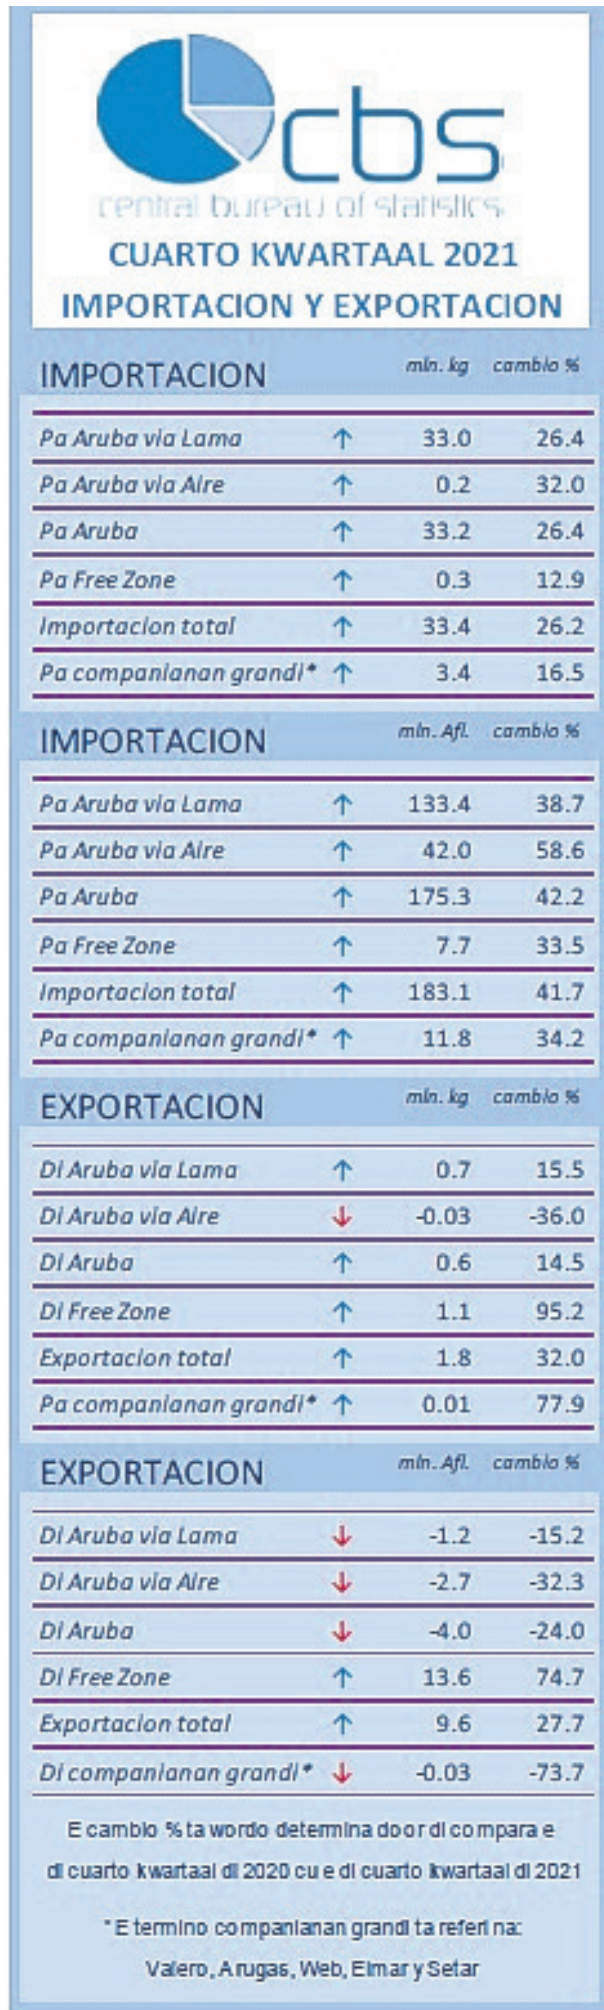 cbs
central bureau of statistics
CUARTO KWARTAAL 2021
IMPORTACION Y EXPORTACION
IMPORTACION mln. kg cambio %
Pa Aruba via Lama ↑ 33.0 26.4
Pa Aruba via Aire ↑ 0.2 32.0
Pa Aruba ↑ 33.2 26.4
Pa Free Zone ↑ 0.3 12.9
Importacion total ↑ 33.4 26.2
Pa companianan grandi* ↑ 3.4 16.5
IMPORTACION mln. Afl. cambio %
Pa Aruba via Lama ↑ 133.4 38.7
Pa Aruba via Aire ↑ 42.0 58.6
Pa Aruba ↑ 175.3 42.2
Pa Free Zone ↑ 7.7 33.5
Importacion total ↑ 183.1 41.7
Pa companianan grandi* ↑ 11.8 34.2
EXPORTACION mln. kg cambio %
Di Aruba via Lama ↑ 0.7 15.5
Di Aruba via Aire ↓ -0.03 -36.0
Di Aruba ↑ 0.6 14.5
Di Free Zone ↑ 1.1 95.2
Exportacion total ↑ 1.8 32.0
Pa companianan grandi* ↑ 0.01 77.9
EXPORTACION mln. Afl. cambio %
Di Aruba via Lama ↓ -1.2 -15.2
Di Aruba via Aire ↓ -2.7 -32.3
Di Aruba ↓ -4.0 -24.0
Di Free Zone ↑ 13.6 74.7
Exportacion total ↑ 9.6 27.7
Di companianan grandi* ↓ -0.03 -73.7
E cambio % ta wordo determina door di compara e
di cuarto kwartaal di 2020 cu e di cuarto kwartaal di 2021
* E termino companianan grandi ta referi na:
Valero, Arugas, Web, Elmar y Setar